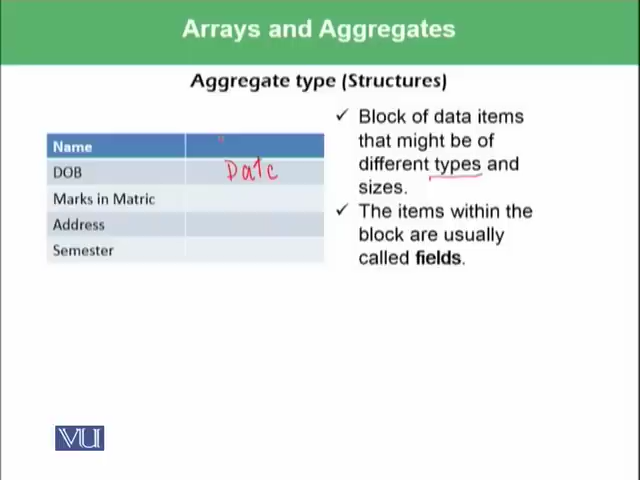 Arrays and Aggregates
Aggregate type (Structures)
Name
DOB Date
Marks in Matric
Address
Semester
✓ Block of data items
that might be of
different types and
sizes.
✓ The items within the
block are usually
called fields.
VU